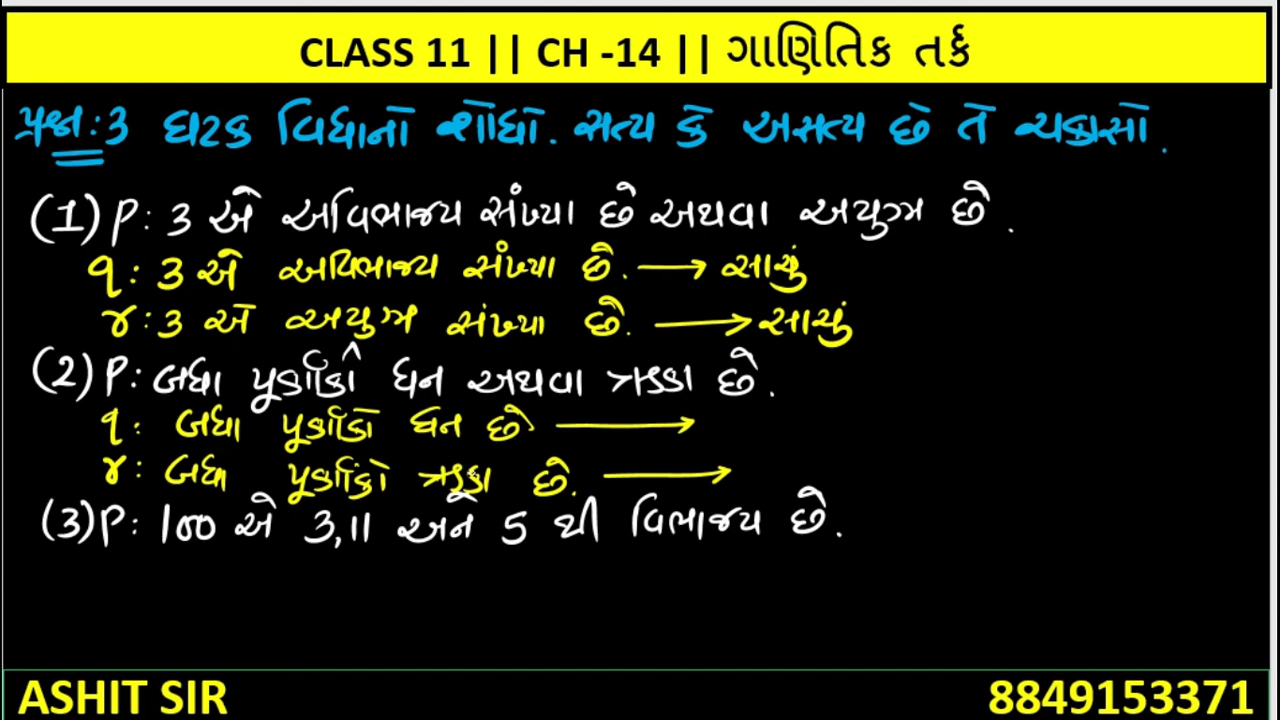 CLASS 11 || CH -14 || ગાણિતિક તર્ક
પ્રશ્ન:3 ઘટક વિધાનો શોધો. સત્ય કે અસત્ય છે તે ચકાસો.
(1) P: 3 એ અવિભાજ્ય સંખ્યા છે અથવા અયુગ્મ છે.
q: 3 એ અવિભાજ્ય સંખ્યા છે. → સાચું
r: 3 એ અયુગ્મ સંખ્યા છે. → સાચું
(2) P: બધા પૂર્ણાંકો ધન અથવા ઋણ છે.
q: બધા પૂર્ણાંકો ધન છે →
r: બધા પૂર્ણાંકો ઋણ છે. →
(3) P: 100 એ 3, 11 અને 5 થી વિભાજ્ય છે.
ASHIT SIR
8849153371